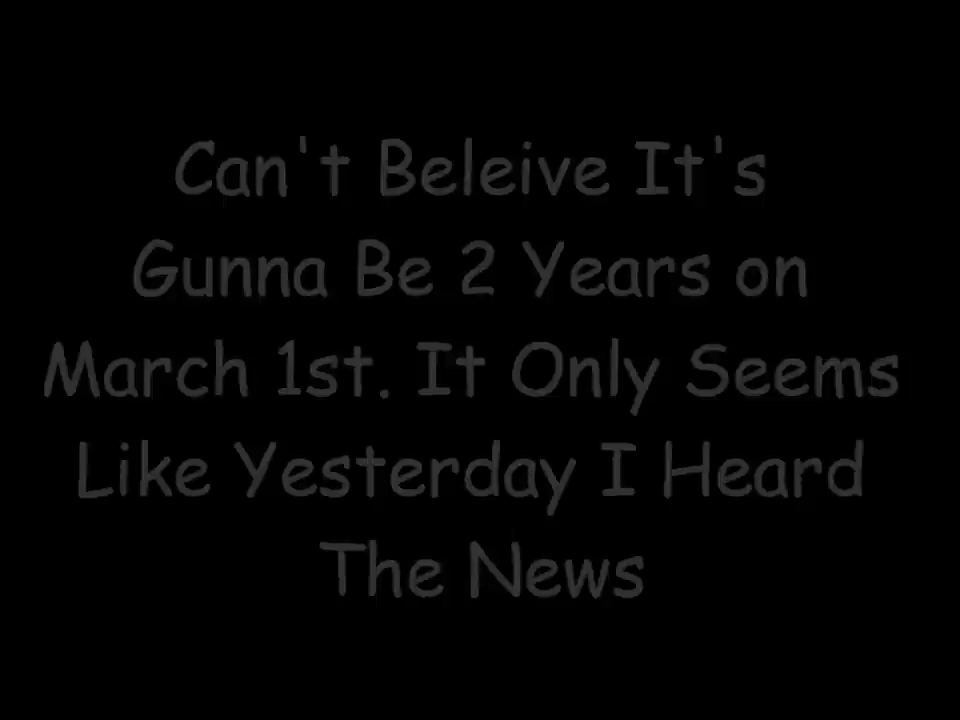 Can't Beleive It's
Gunna Be 2 Years on
March 1st. It Only Seems
Like Yesterday I Heard
The News